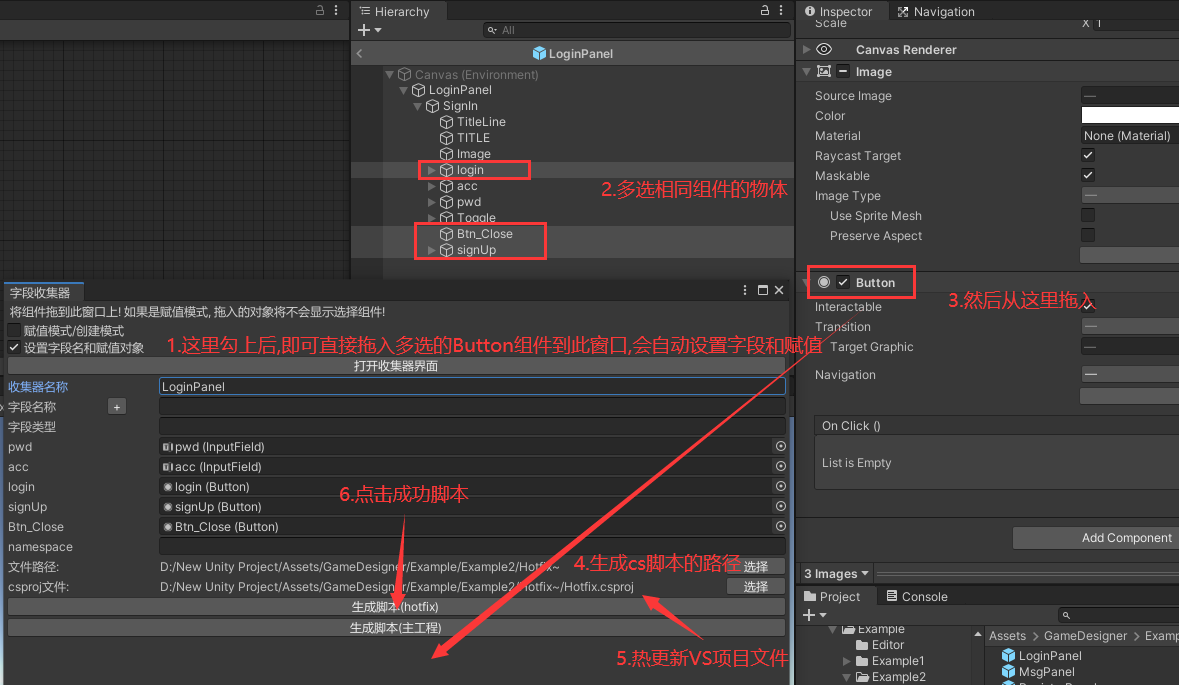 Hierarchy
All
LoginPanel
Canvas (Environment)
LoginPanel
SignIn
TitleLine
TITLE
Image
login
acc
pwd
Toggle
Btn_Close
signUp
2.多选相同组件的物体
Inspector
Navigation
Scale
X 1
Canvas Renderer
Image
Source Image
—
Color
Material
None (Material)
Raycast Target
Maskable
Image Type
—
Use Sprite Mesh
Preserve Aspect
Button
3.然后从这里拖入
Interactable
Transition
—
Target Graphic
—
Navigation
—
On Click ()
List is Empty
Add Component
3 Images
字段收集器
将组件拖到此窗口上! 如果是赋值模式, 拖入的对象将不会显示选择组件!
赋值模式/创建模式
设置字段名和赋值对象
1.这里勾上后,即可直接拖入多选的Button组件到此窗口,会自动设置字段和赋值
打开收集器界面
收集器名称
LoginPanel
字段名称
+
字段类型
pwd
pwd (InputField)
acc
acc (InputField)
login
login (Button)
6.点击成功脚本
signUp
signUp (Button)
Btn_Close
Btn_Close (Button)
namespace
4.生成cs脚本的路径
文件路径:
D:/New Unity Project/Assets/GameDesigner/Example/Example2/Hotfix~
选择
csproj文件:
D:/New Unity Project/Assets/GameDesigner/Example/Example2/Hotfix~/Hotfix.csproj
选择
生成脚本(hotfix)
生成脚本(主工程)
5.热更新VS项目文件
Project
Console
Example
Editor
Example1
Example2
Assets > GameDesigner > Examp
LoginPanel
MsgPanel